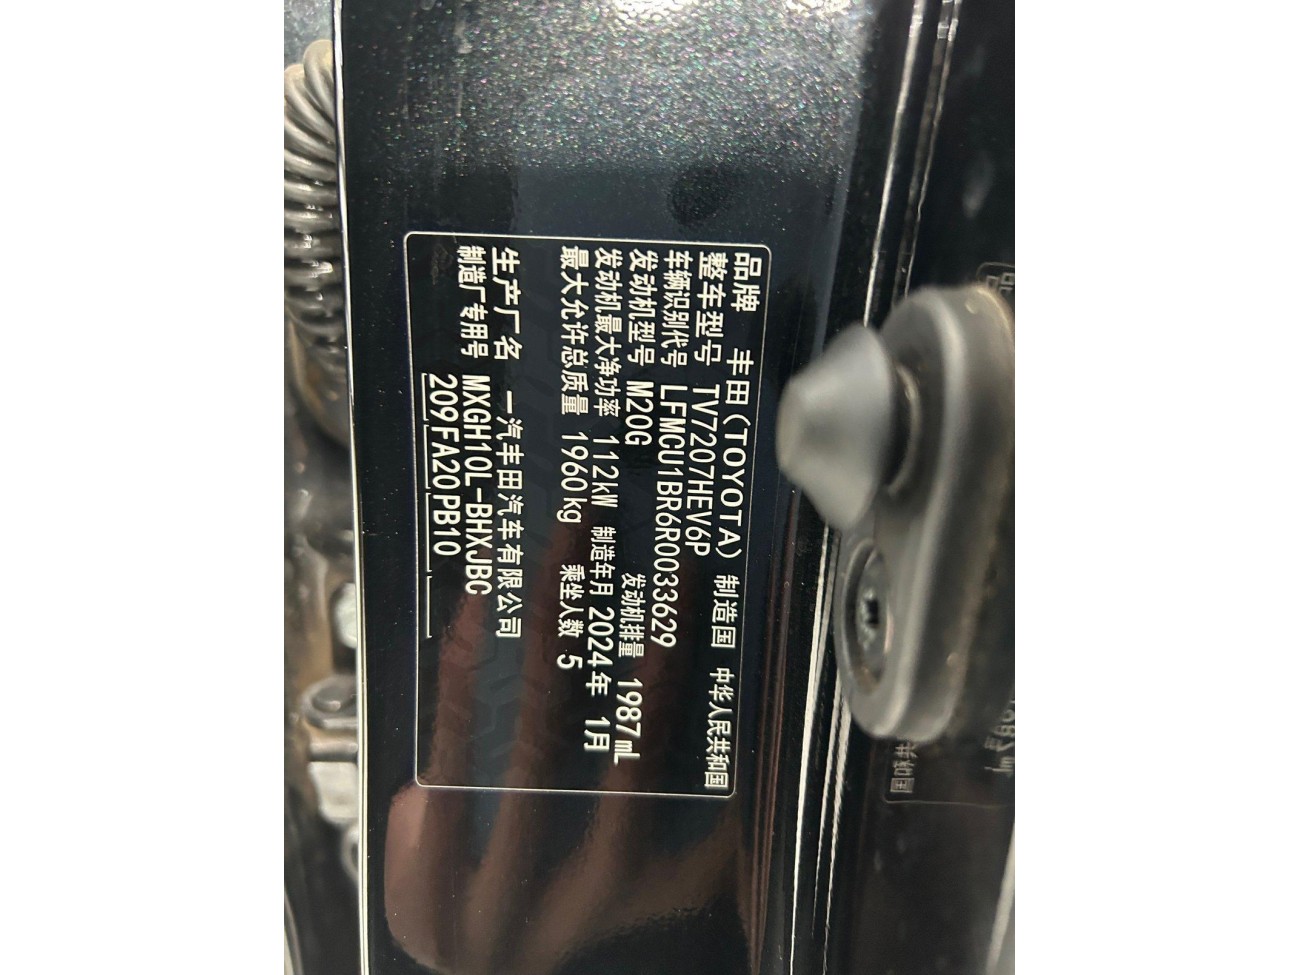 品牌 丰田(TOYOTA) 制造国 中华人民共和国
整车型号 TV7207HEV6P
车辆识别代号 LFMCU1BR6R0033629
发动机型号 M20G 发动机排量 1987mL
发动机最大净功率 112kW 制造年月 2024年 1月
最大允许总质量 1960kg 乘坐人数 5
生产厂名 一汽丰田汽车有限公司
制造厂专用号 MXGH10L-BHXJBC
209FA20PB10